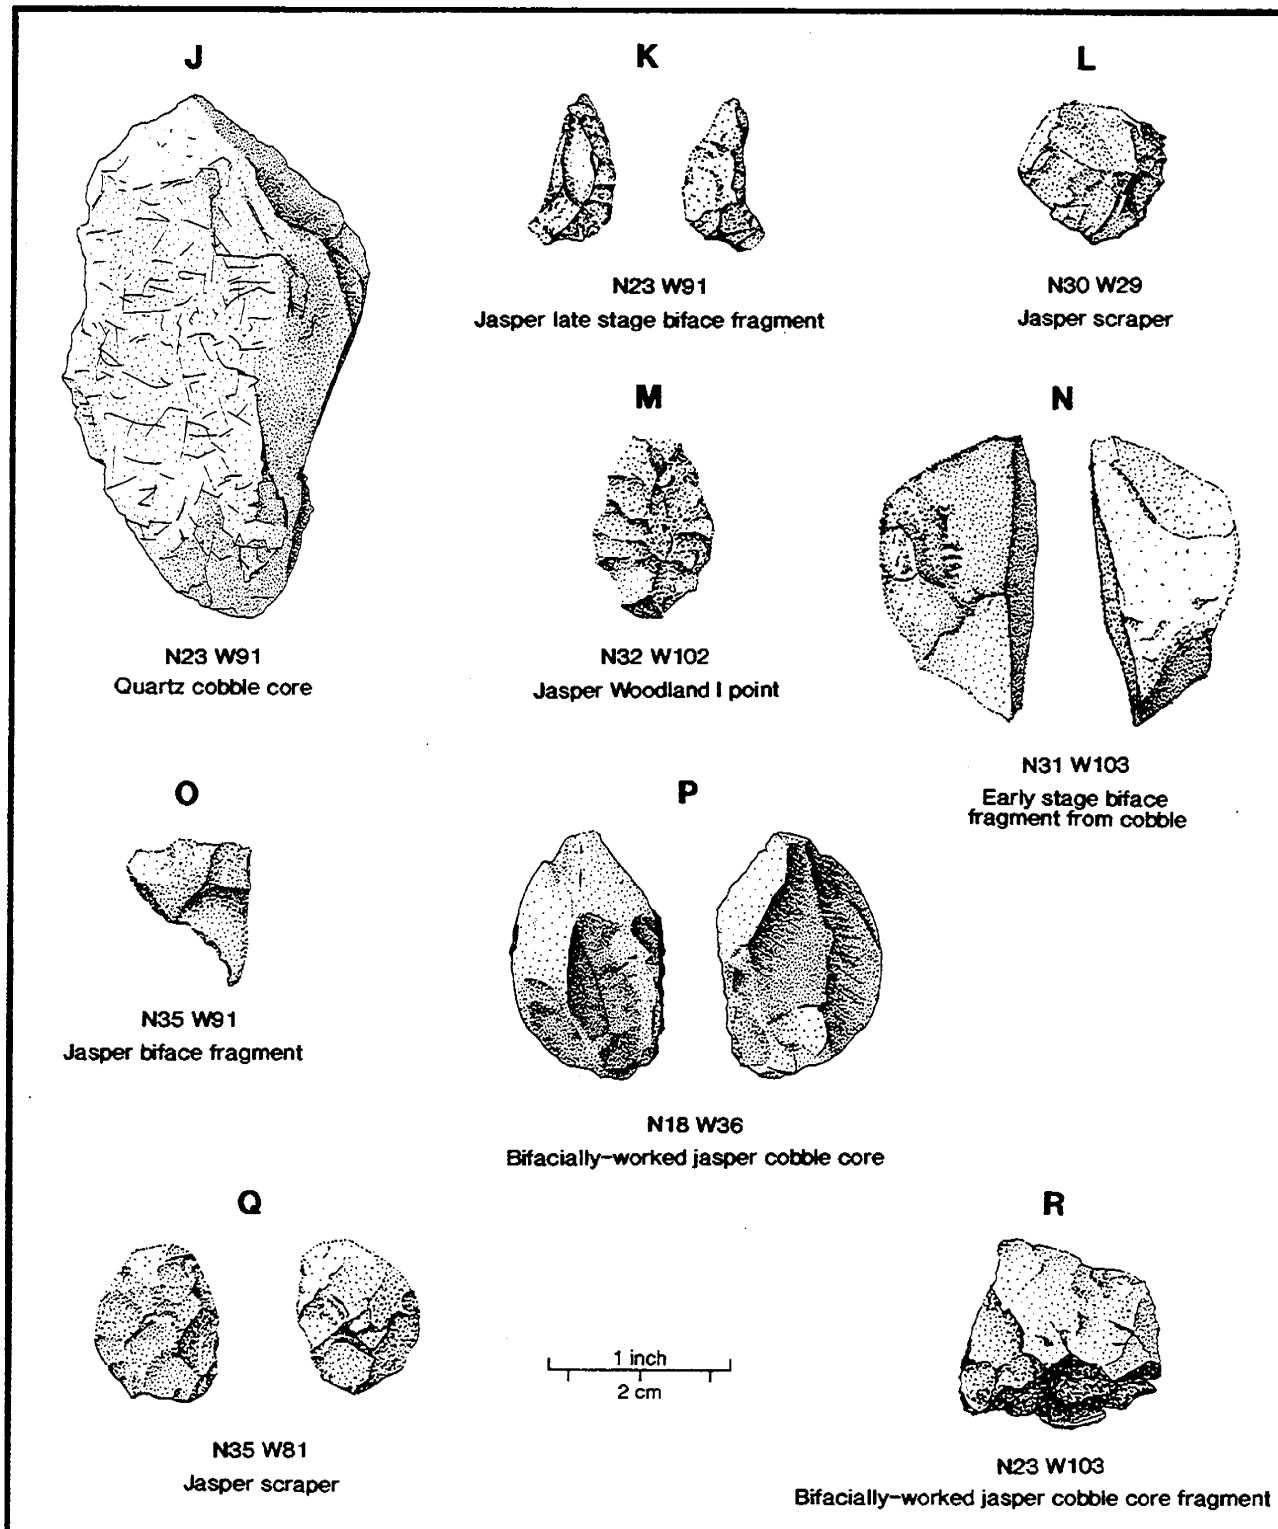 J
K
L
N23 W91
Jasper late stage biface fragment
N30 W29
Jasper scraper
M
N
N23 W91
Quartz cobble core
N32 W102
Jasper Woodland I point
N31 W103
Early stage biface
fragment from cobble
O
P
N35 W91
Jasper biface fragment
N18 W36
Bifacially-worked jasper cobble core
Q
R
1 inch
2 cm
N35 W81
Jasper scraper
N23 W103
Bifacially-worked jasper cobble core fragment